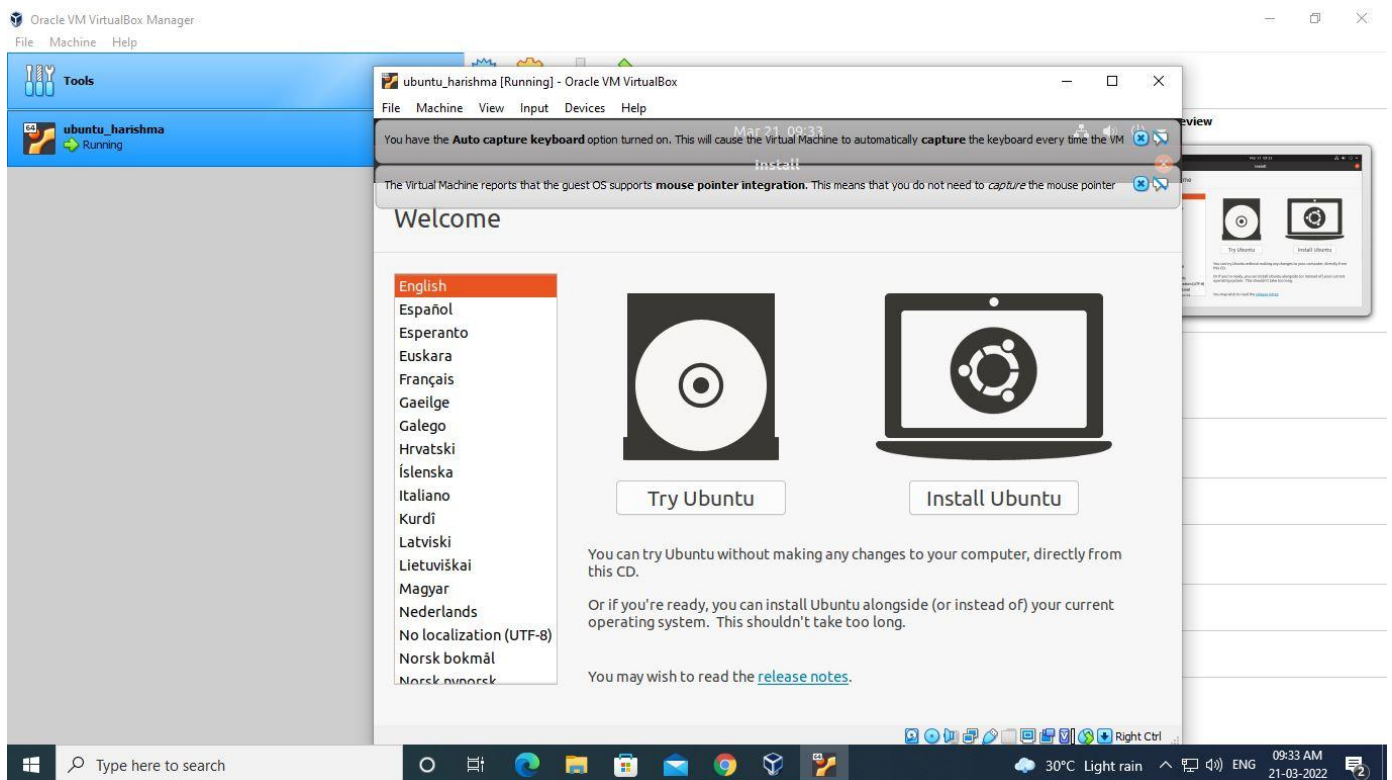 Oracle VM VirtualBox Manager
File Machine Help
Tools
ubuntu_harishma
Running
ubuntu_harishma [Running] - Oracle VM VirtualBox
File Machine View Input Devices Help
Mar 21 09:33
You have the Auto capture keyboard option turned on. This will cause the Virtual Machine to automatically capture the keyboard every time the VM
Install
The Virtual Machine reports that the guest OS supports mouse pointer integration. This means that you do not need to capture the mouse pointer
eview
Welcome
English
Español
Esperanto
Euskara
Français
Gaeilge
Galego
Hrvatski
Íslenska
Italiano
Kurdî
Latviski
Lietuviškai
Magyar
Nederlands
No localization (UTF-8)
Norsk bokmål
Norsk nynorsk
Try Ubuntu
Install Ubuntu
You can try Ubuntu without making any changes to your computer, directly from
this CD.
Or if you're ready, you can install Ubuntu alongside (or instead of) your current
operating system. This shouldn't take too long.
You may wish to read the release notes.
Try Ubuntu
Install Ubuntu
Right Ctrl
Type here to search
30°C Light rain
ENG
09:33 AM
21-03-2022
2